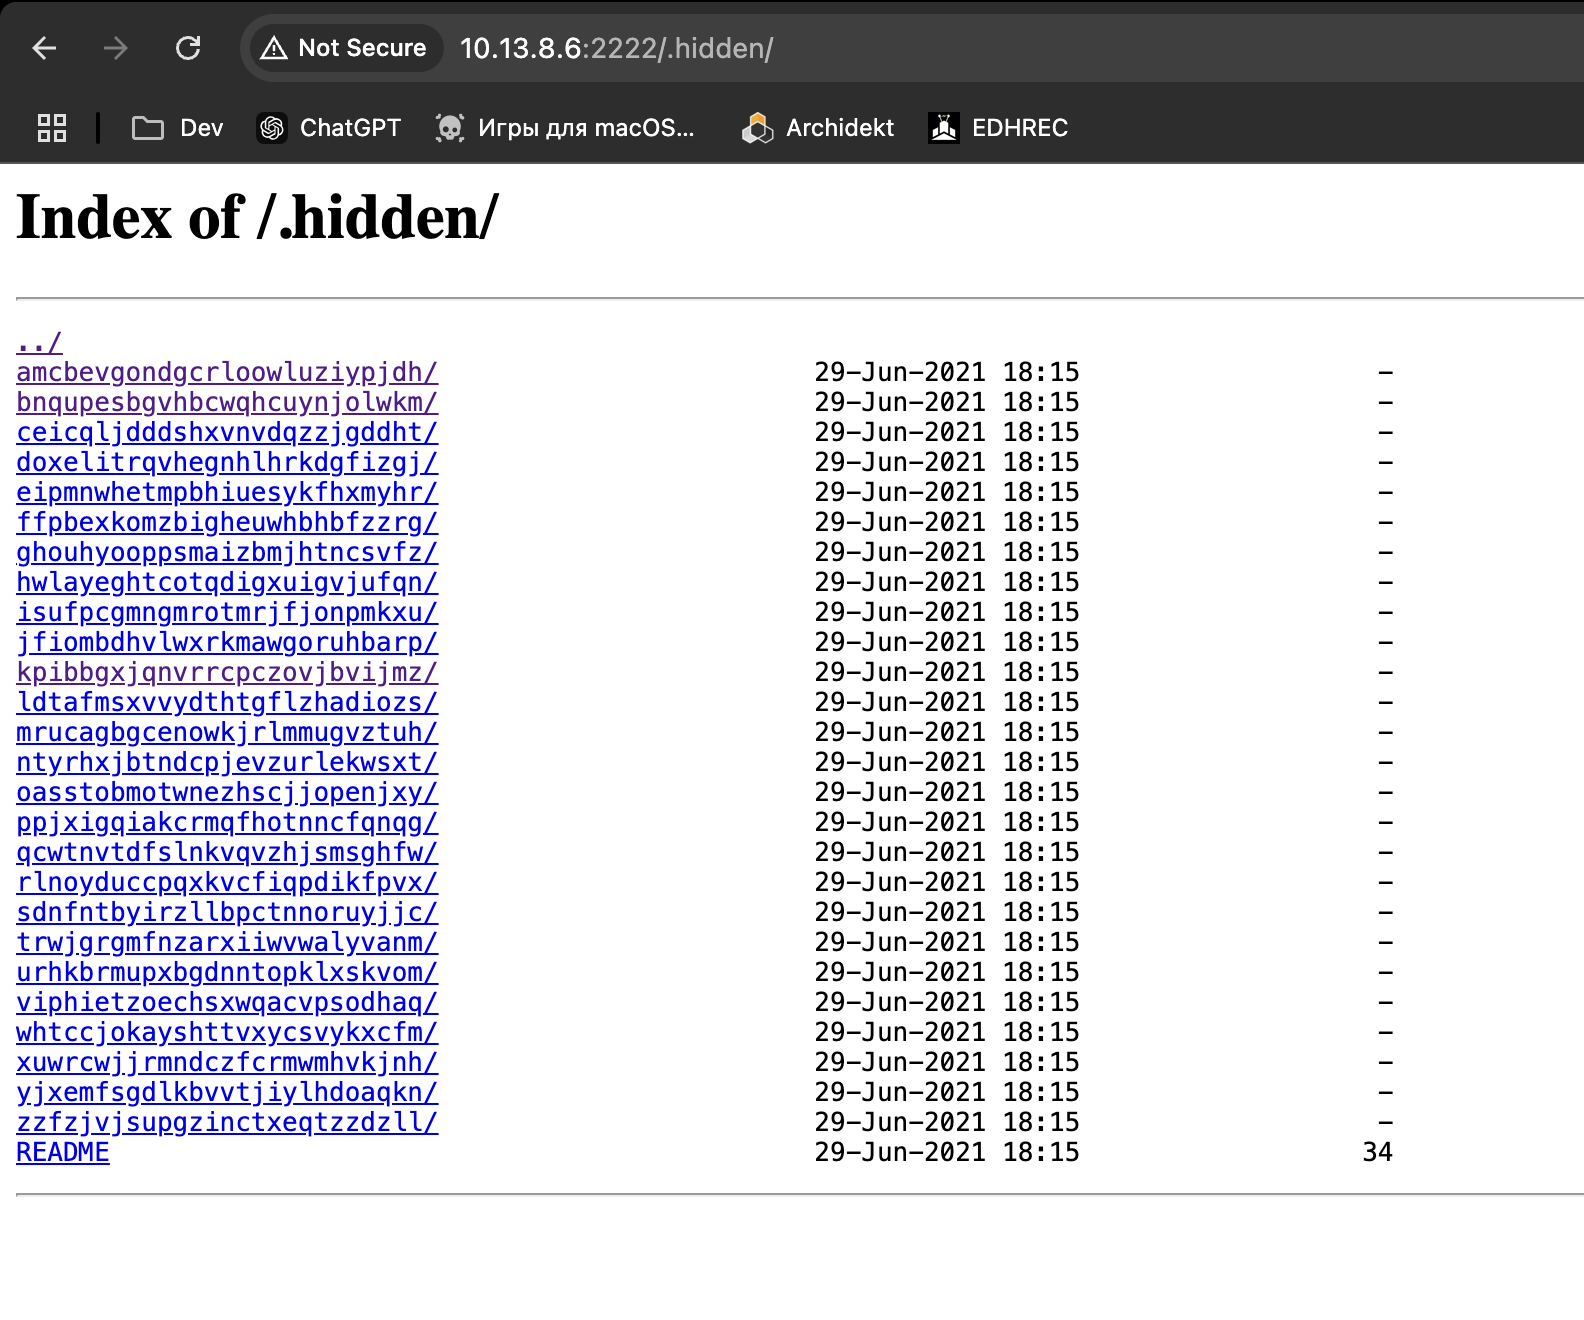 Not Secure 10.13.8.6:2222/.hidden/
Dev ChatGPT Игры для macOS... Archidekt EDHREC
Index of /.hidden/
../
amcbevgondgcrloowluziypjdh/ 29-Jun-2021 18:15 -
bnqupesbgvhbcwqhcuynjolwkm/ 29-Jun-2021 18:15 -
ceicqljdddshxvnvdqzzjgddht/ 29-Jun-2021 18:15 -
doxelitrqvhegnhlhrkdgfizgj/ 29-Jun-2021 18:15 -
eipmnwhetmpbhiuesykfhxmyhr/ 29-Jun-2021 18:15 -
ffpbexkomzbigheuwhbhbfzzrg/ 29-Jun-2021 18:15 -
ghouhyooppsmaizbmjhtncsvfz/ 29-Jun-2021 18:15 -
hwlayeghtcotqdigxuigvjufqn/ 29-Jun-2021 18:15 -
isufpcgmngmrotmrjfjonpmkxu/ 29-Jun-2021 18:15 -
jfiombdhvlwxrkmawgoruhbarp/ 29-Jun-2021 18:15 -
kpibbgxjqnvrrcpczovjbvijmz/ 29-Jun-2021 18:15 -
ldtafmsxvvydthtgflzhadiozs/ 29-Jun-2021 18:15 -
mrucagbgcenowkjrlmmugvztuh/ 29-Jun-2021 18:15 -
ntyrhxjbtndcpjevzurlekwsxt/ 29-Jun-2021 18:15 -
oasstobmotwnezhscjjopenjxy/ 29-Jun-2021 18:15 -
ppjxigqiakcrmqfhotnncfqnqg/ 29-Jun-2021 18:15 -
qcwtnvtdfslnkvqvzhjsmsghfw/ 29-Jun-2021 18:15 -
rlnoyduccpqxkvcfiqpdikfpvx/ 29-Jun-2021 18:15 -
sdnfntbyirzllbpctnnoruyjjc/ 29-Jun-2021 18:15 -
trwjgrgmfnzarxiiwvwalyvanm/ 29-Jun-2021 18:15 -
urhkbrmupxbgdnntopklxskvom/ 29-Jun-2021 18:15 -
viphietzoechsxwqacvpsodhaq/ 29-Jun-2021 18:15 -
whtccjokayshttvxycsvykxcfm/ 29-Jun-2021 18:15 -
xuwrcwjjrmndczfcrmwmhvkjnh/ 29-Jun-2021 18:15 -
yjxemfsgdlkbvvtjiylhdoaqkn/ 29-Jun-2021 18:15 -
zzfzjvjsupgzinctxeqtzzdzll/ 29-Jun-2021 18:15 -
README 29-Jun-2021 18:15 34